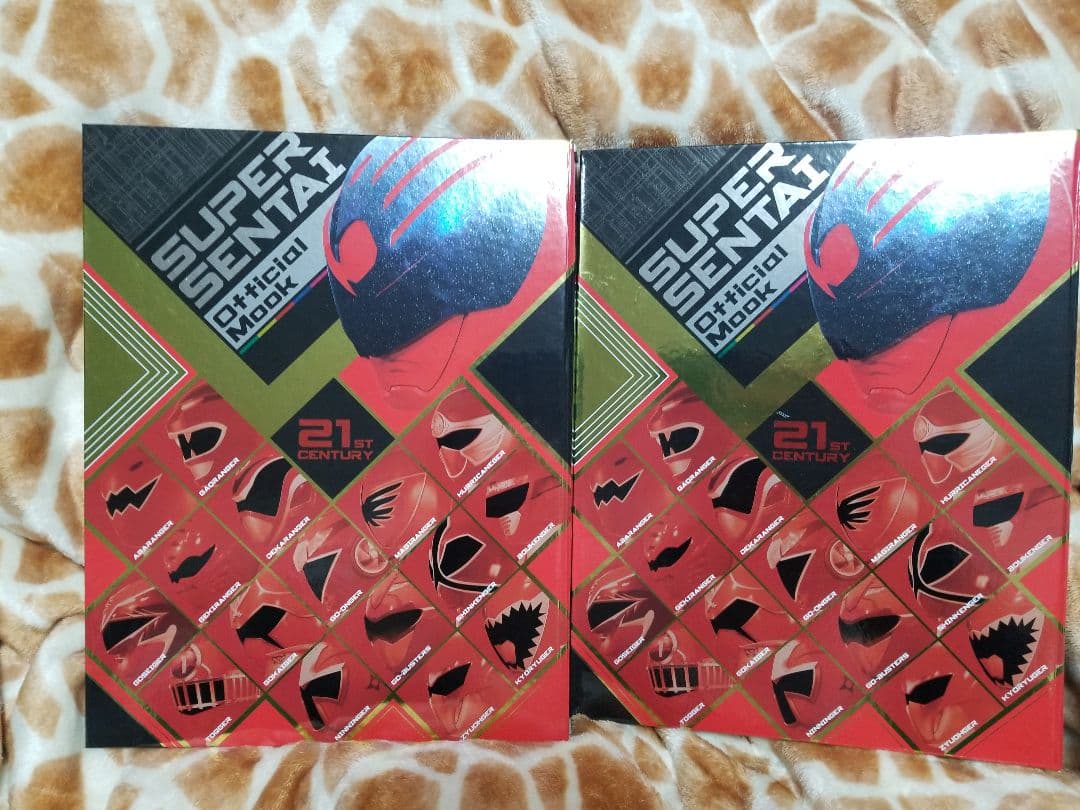 SUPER
SENTAI
Official
Mook
21ST
CENTURY
GAORANGER
HURRICANEGER
ABARANGER
DEKARANGER
MAGIRANGER
BOUKENGER
GEKIRANGER
GO-ONGER
SHINKENGER
GOSEIGER
GOKAIGER
GO-BUSTERS
KYORYUGER
TOQGER
NINNINGER
ZYUOHGER
SUPER
SENTAI
Official
Mook
21ST
CENTURY
GAORANGER
HURRICANEGER
ABARANGER
DEKARANGER
MAGIRANGER
BOUKENGER
GEKIRANGER
GO-ONGER
SHINKENGER
GOSEIGER
GOKAIGER
GO-BUSTERS
KYORYUGER
TOQGER
NINNINGER
ZYUOHGER